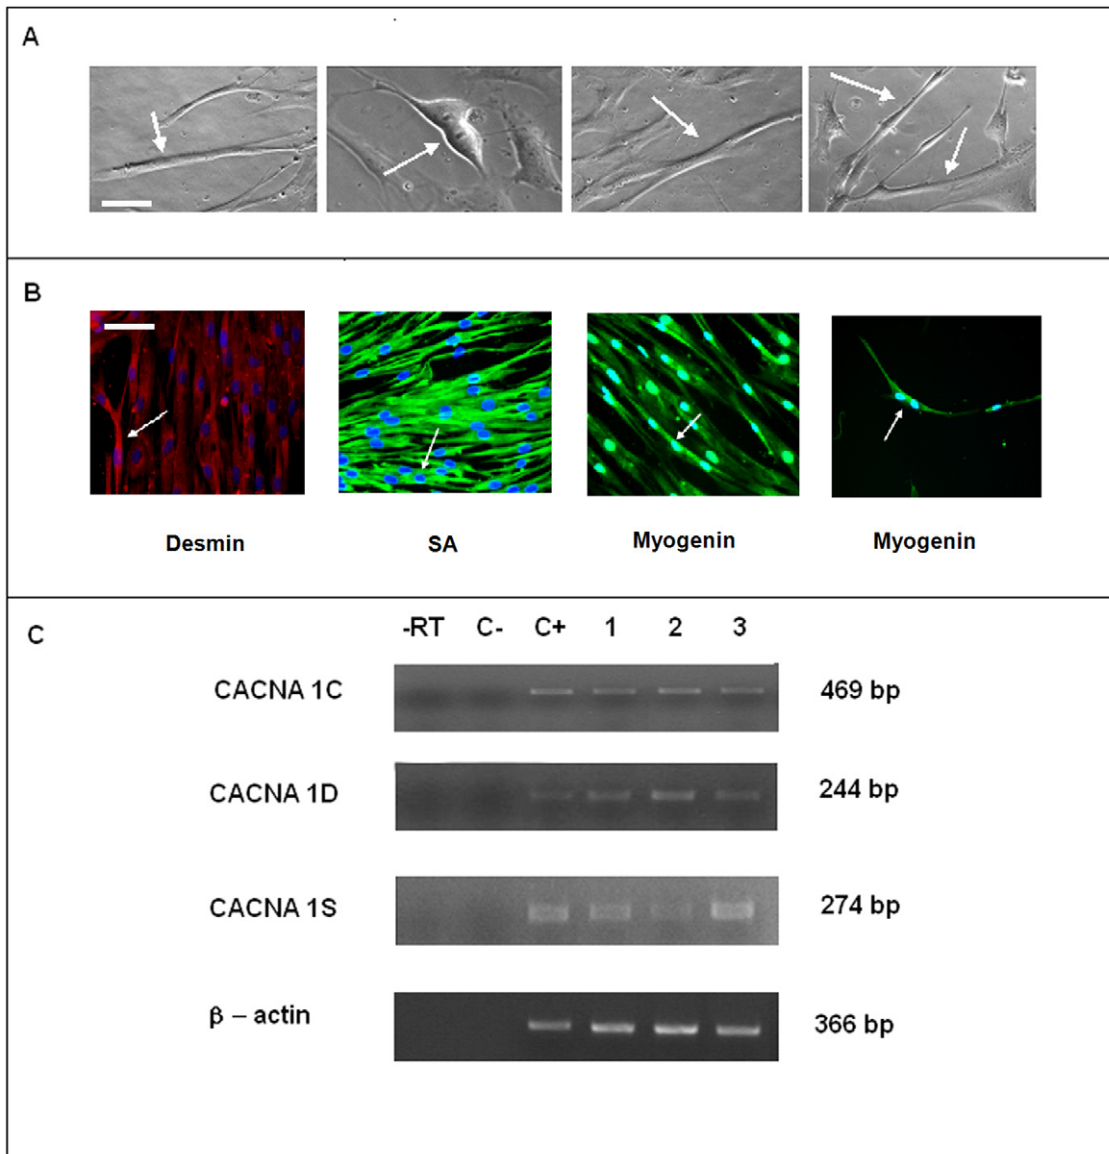 A
B
Desmin SA Myogenin Myogenin
C
-RT C- C+ 1 2 3
CACNA 1C 469 bp
CACNA 1D 244 bp
CACNA 1S 274 bp
β – actin 366 bp